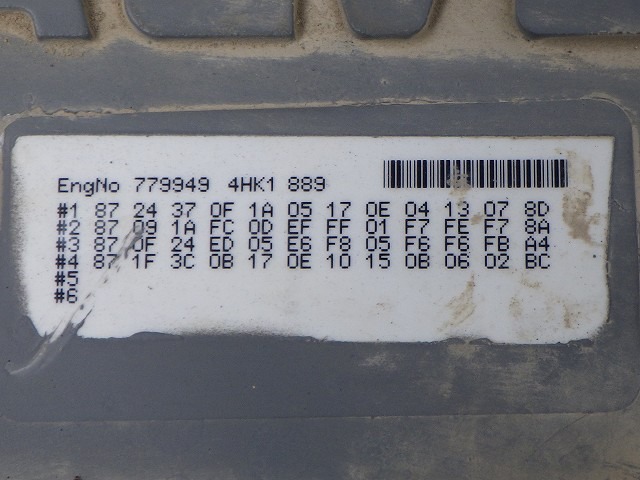 EngNo 779949 4HK1 889
#1 87 24 37 0F 1A 05 17 0E 04 13 07 8D
#2 87 09 1A FC 0D EF FF 01 F7 FE F7 8A
#3 87 0F 24 ED 05 E6 F8 05 F6 F6 FB A4
#4 87 1F 3C 0B 17 0E 10 15 0B 06 02 BC
#5
#6